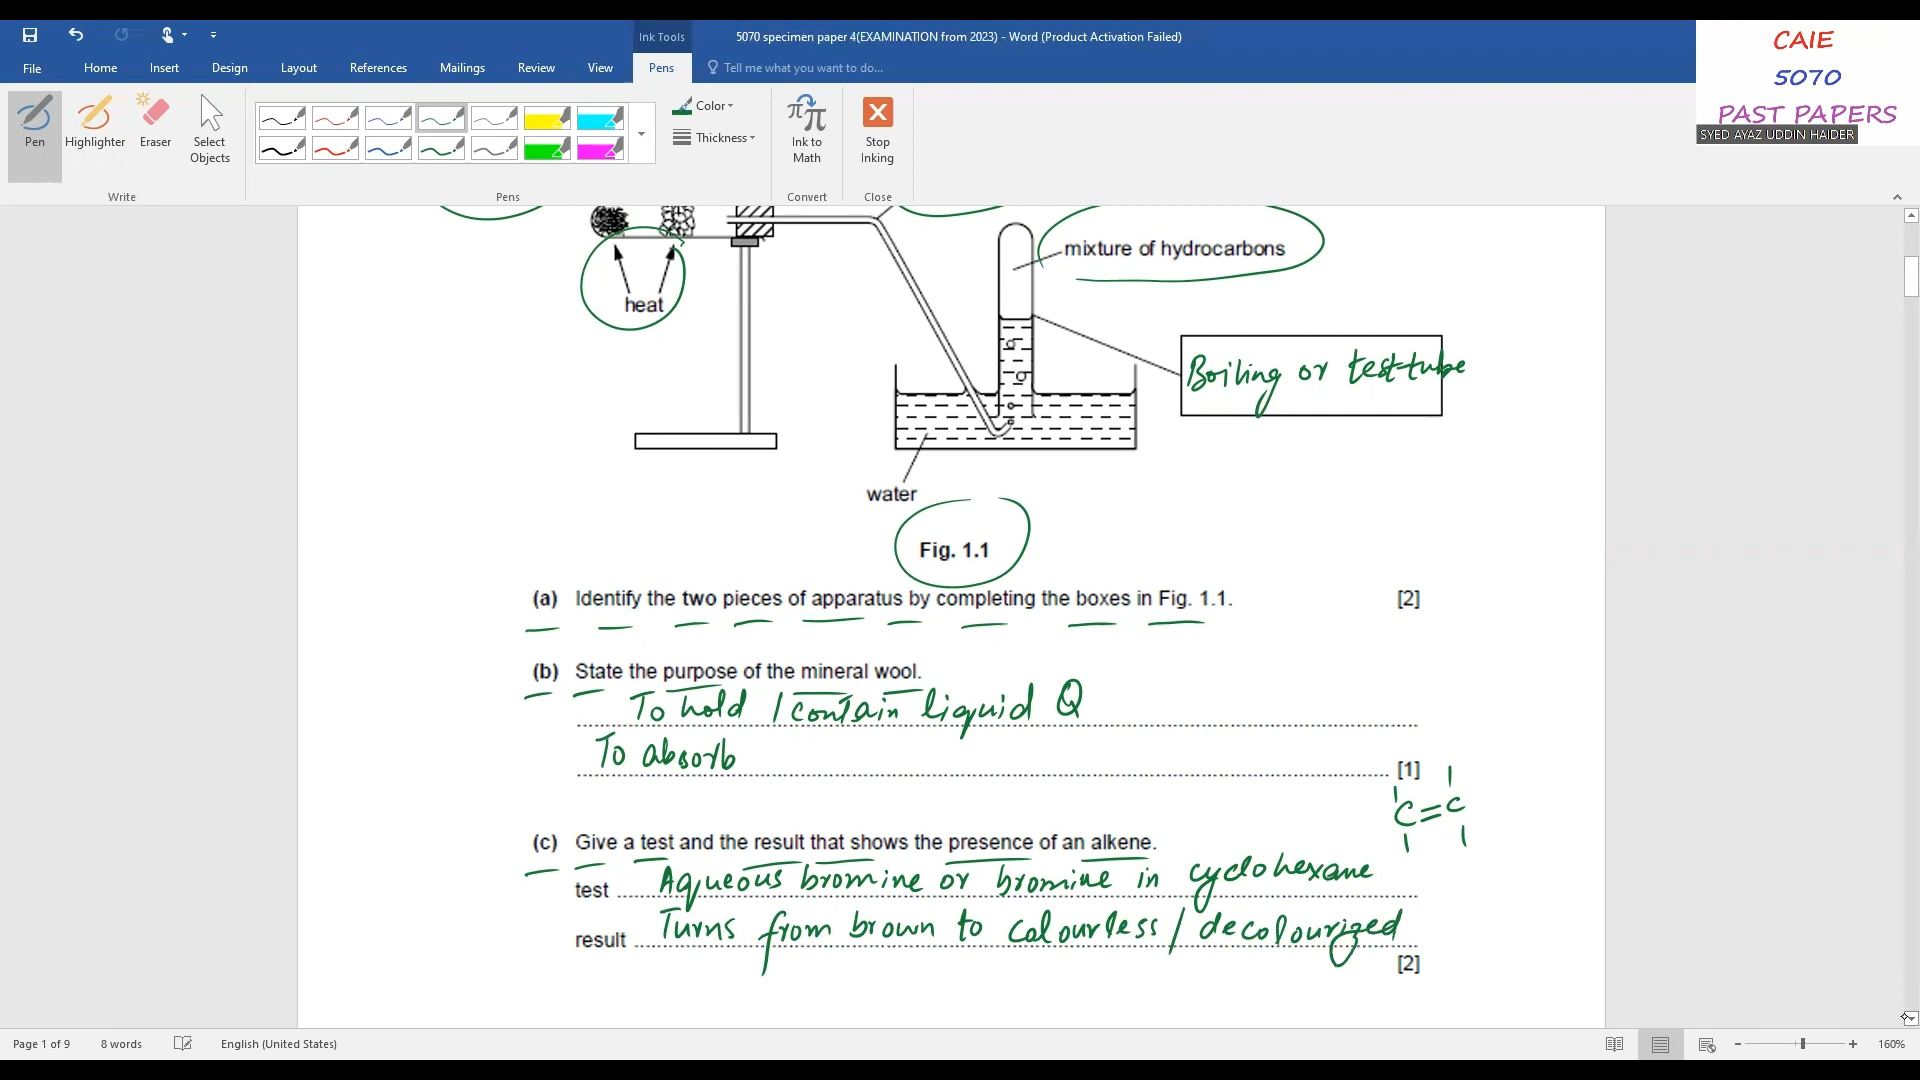 Ink Tools
5070 specimen paper 4(EXAMINATION from 2023) - Word (Product Activation Failed)
File Home Insert Design Layout References Mailings Review View Pens Tell me what you want to do...
CAIE
5070
PAST PAPERS
SYED AYAZ UDDIN HAIDER
Pen Highlighter Eraser Select Objects
Color
Thickness
Ink to Math
Stop Inking
Write Pens Convert Close
mixture of hydrocarbons
heat
Boiling or test-tube
water
Fig. 1.1
(a) Identify the two pieces of apparatus by completing the boxes in Fig. 1.1. [2]
(b) State the purpose of the mineral wool.
To hold / contain liquid Q
To absorb
[1]
C=C
(c) Give a test and the result that shows the presence of an alkene.
test Aqueous bromine or bromine in cyclohexane
result Turns from brown to colourless / decolourized
[2]
Page 1 of 9 8 words English (United States) 160%